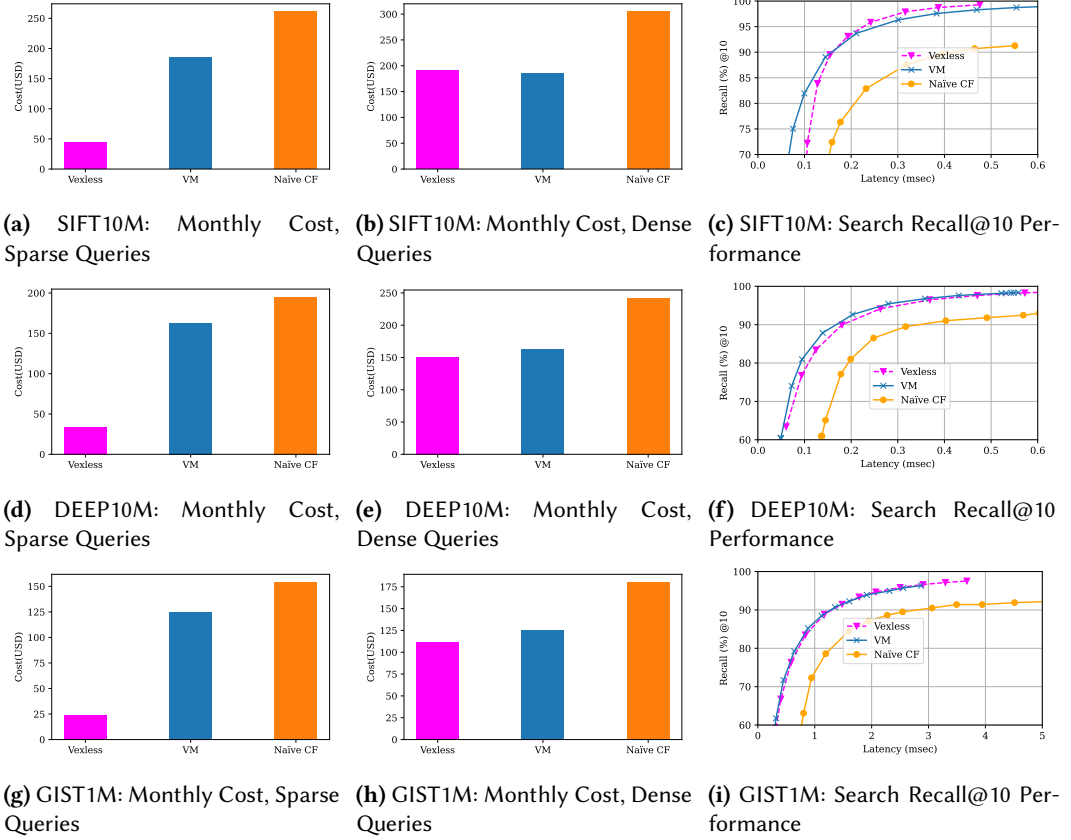 250
200
150
100
50
0
Cost(USD)
Vexless VM Naïve CF
300
250
200
150
100
50
0
Cost(USD)
Vexless VM Naïve CF
100
95
90
85
80
75
70
Recall (%) @10
Vexless
VM
Naïve CF
0.0 0.1 0.2 0.3 0.4 0.5 0.6
Latency (msec)
(a) SIFT10M: Monthly Cost,
Sparse Queries
(b) SIFT10M: Monthly Cost, Dense
Queries
(c) SIFT10M: Search Recall@10 Per-
formance
200
150
100
50
0
Cost(USD)
Vexless VM Naïve CF
250
200
150
100
50
0
Cost(USD)
Vexless VM Naïve CF
100
90
80
70
60
Recall (%) @10
Vexless
VM
Naïve CF
0.0 0.1 0.2 0.3 0.4 0.5 0.6
Latency (msec)
(d) DEEP10M: Monthly Cost,
Sparse Queries
(e) DEEP10M: Monthly Cost,
Dense Queries
(f) DEEP10M: Search Recall@10
Performance
150
125
100
75
50
25
0
Cost(USD)
Vexless VM Naïve CF
175
150
125
100
75
50
25
0
Cost(USD)
Vexless VM Naïve CF
100
90
80
70
60
Recall (%) @10
Vexless
VM
Naïve CF
0 1 2 3 4 5
Latency (msec)
(g) GIST1M: Monthly Cost, Sparse
Queries
(h) GIST1M: Monthly Cost, Dense
Queries
(i) GIST1M: Search Recall@10 Per-
formance